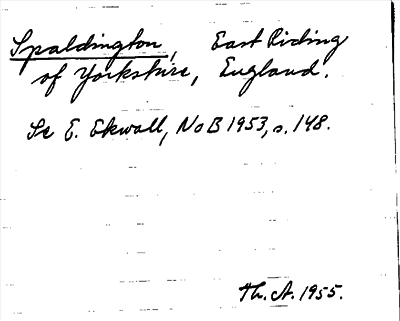 Spaldington, East Riding
of Yorkshire, England.
Se E. Ekwall, NoB 1953, s. 148.
Th. A. 1955.